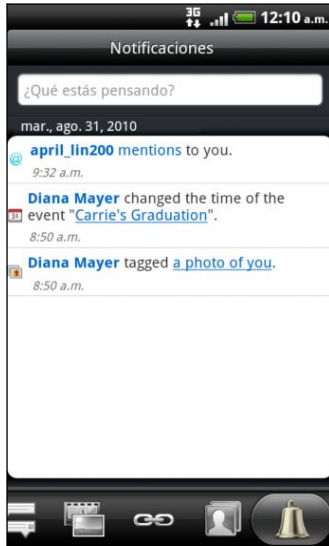 3G 12:10 a.m.
Notificaciones
¿Qué estás pensando?
mar., ago. 31, 2010
@ april_lin200 mentions to you.
9:32 a.m.
Diana Mayer changed the time of the
31 event "Carrie's Graduation".
8:50 a.m.
Diana Mayer tagged a photo of you.
8:50 a.m.